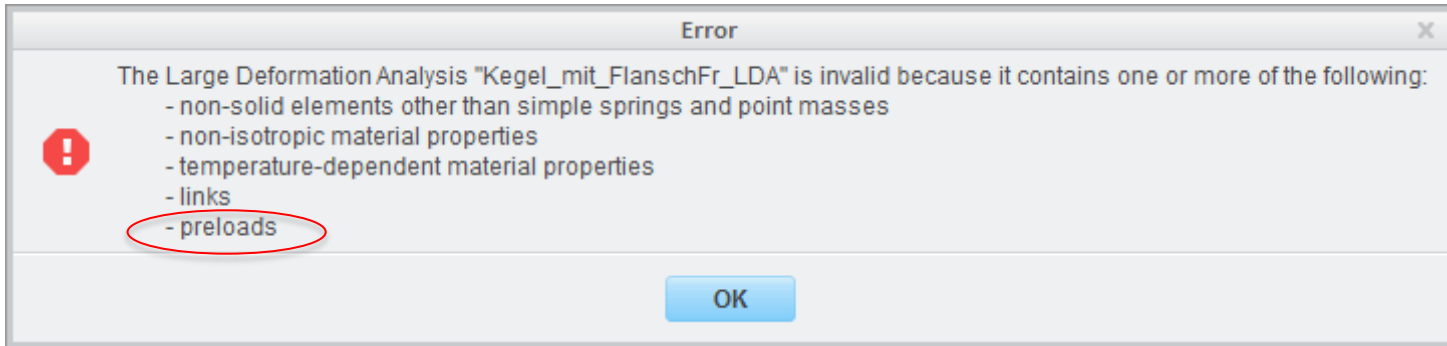 Error
The Large Deformation Analysis "Kegel_mit_FlanschFr_LDA" is invalid because it contains one or more of the following:
- non-solid elements other than simple springs and point masses
- non-isotropic material properties
- temperature-dependent material properties
- links
- preloads
OK